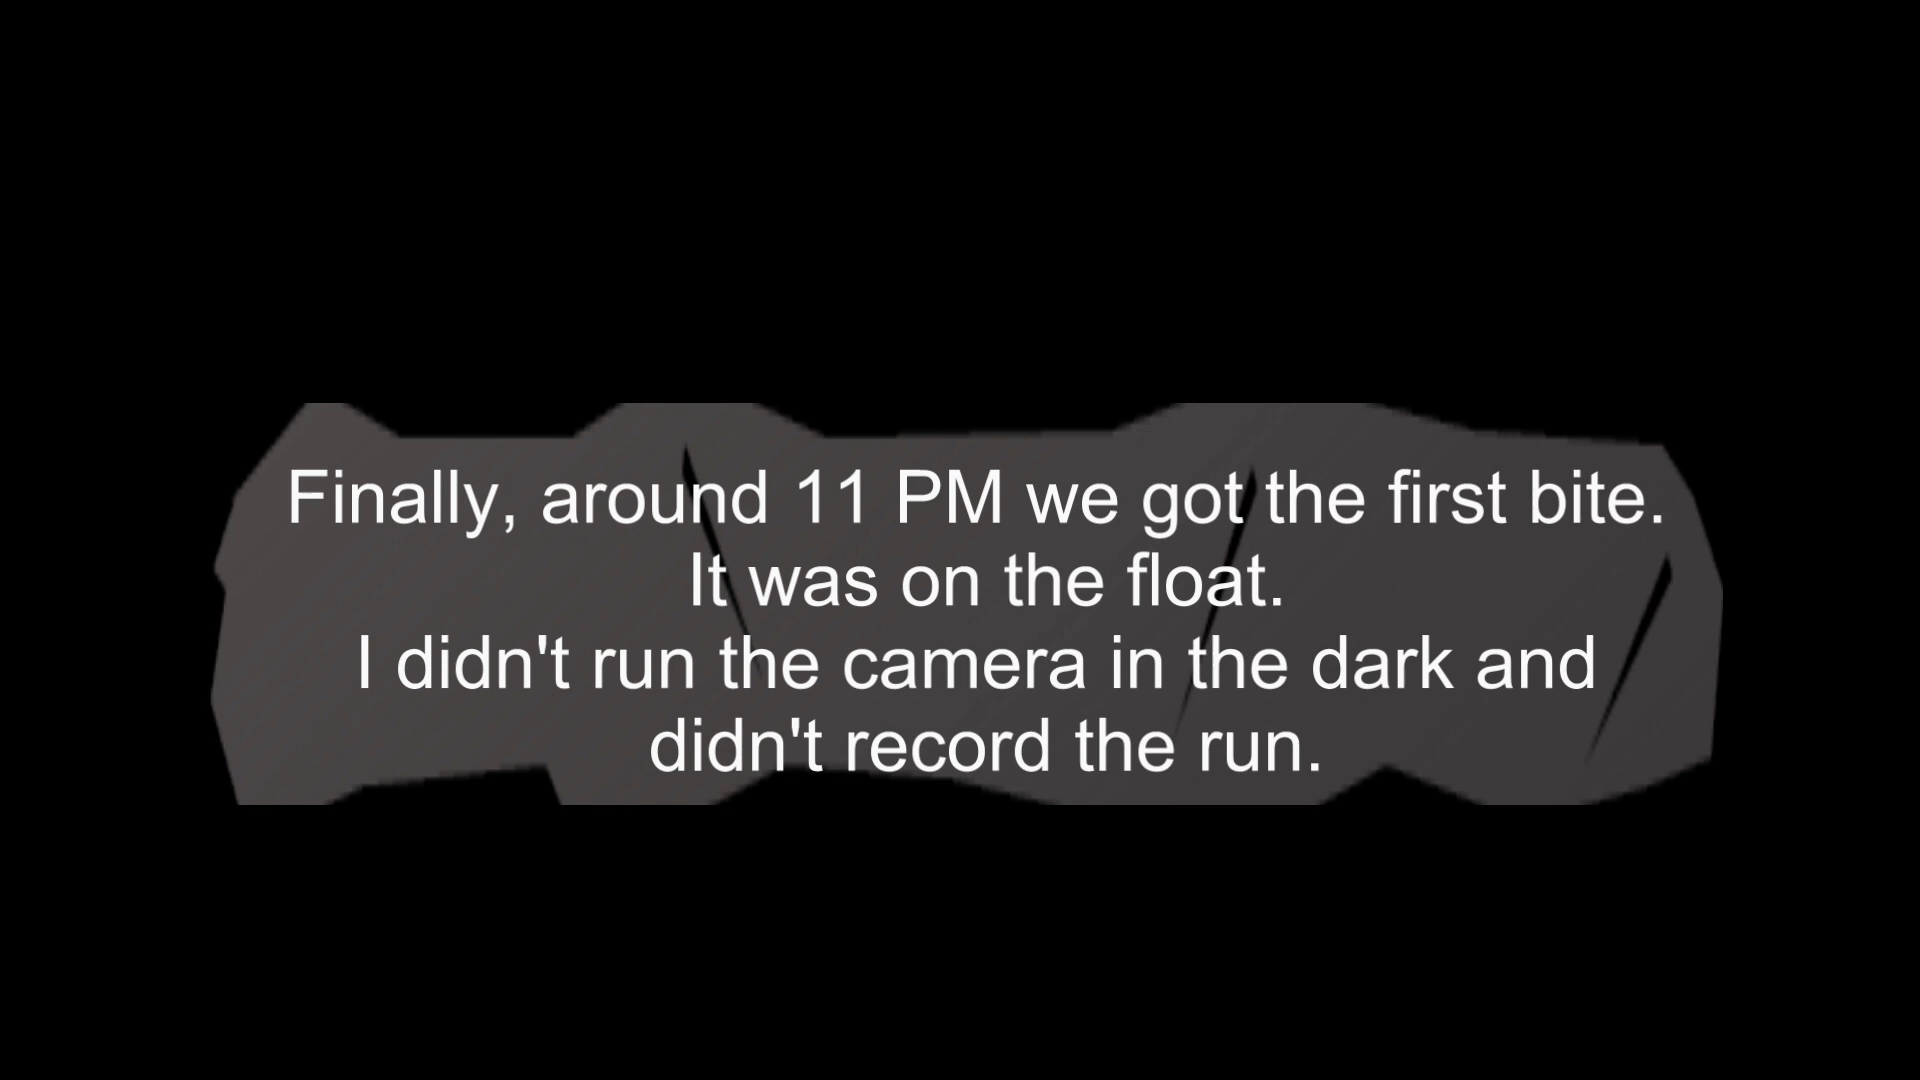 Finally, around 11 PM we got the first bite.
It was on the float.
I didn't run the camera in the dark and
didn't record the run.